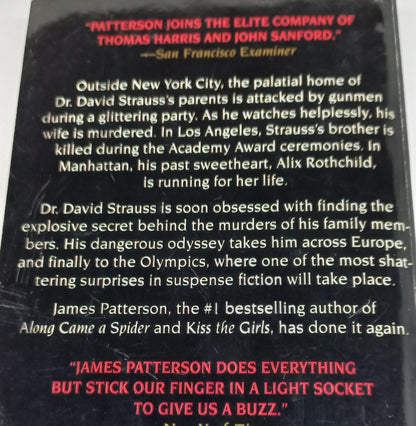 "PATTERSON JOINS THE ELITE COMPANY OF
THOMAS HARRIS AND JOHN SANFORD."
—San Francisco Examiner
Outside New York City, the palatial home of
Dr. David Strauss's parents is attacked by gunmen
during a glittering party. As he watches helplessly, his
wife is murdered. In Los Angeles, Strauss's brother is
killed during the Academy Award ceremonies. In
Manhattan, his past sweetheart, Alix Rothchild,
is running for her life.
Dr. David Strauss is soon obsessed with finding the
explosive secret behind the murders of his family mem-
bers. His dangerous odyssey takes him across Europe,
and finally to the Olympics, where one of the most shat-
tering surprises in suspense fiction will take place.
James Patterson, the #1 bestselling author of
Along Came a Spider and Kiss the Girls, has done it again.
"JAMES PATTERSON DOES EVERYTHING
BUT STICK OUR FINGER IN A LIGHT SOCKET
TO GIVE US A BUZZ."